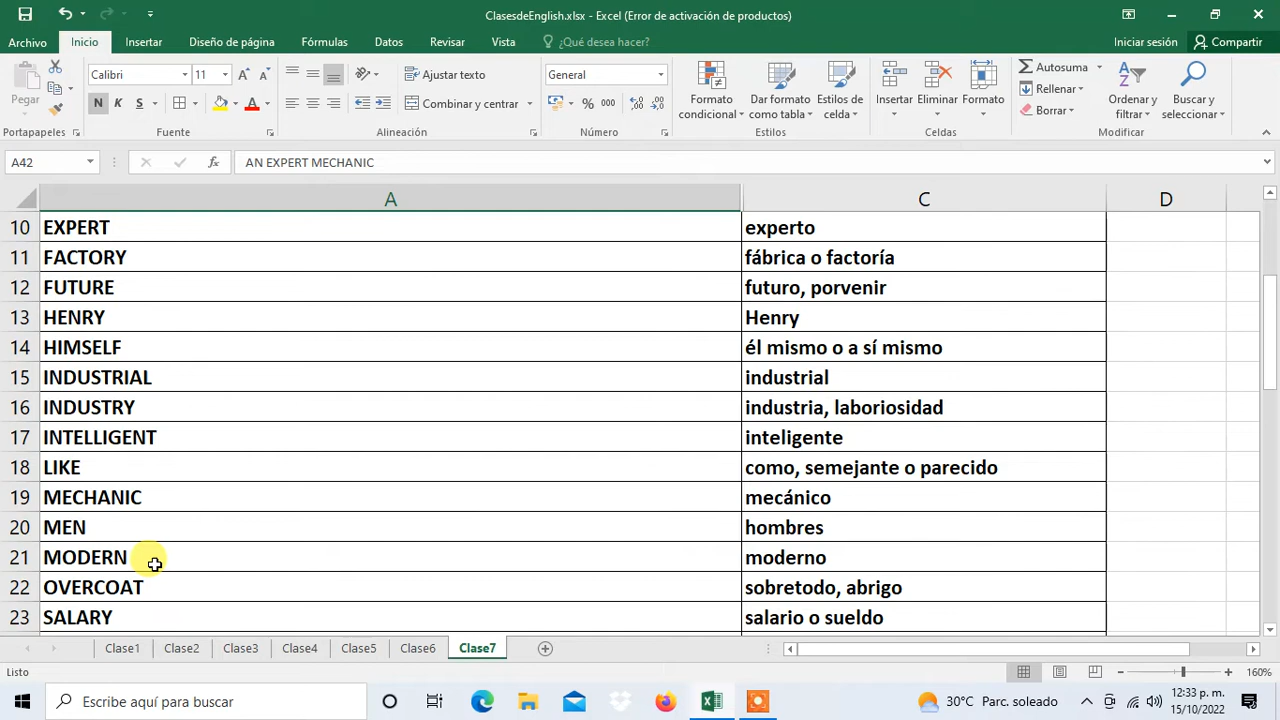 ClasesdeEnglish.xlsx - Excel (Error de activación de productos)
Archivo Inicio Insertar Diseño de página Fórmulas Datos Revisar Vista ¿Qué desea hacer? Iniciar sesión Compartir
Pegar
Calibri 11
N K S
Ajustar texto
Combinar y centrar
General
% 000
Formato condicional
Dar formato como tabla
Estilos de celda
Insertar Eliminar Formato
Autosuma
Rellenar
Borrar
Ordenar y filtrar
Buscar y seleccionar
Portapapeles Fuente Alineación Número Estilos Celdas Modificar
A42 fx AN EXPERT MECHANIC
A C D
10 EXPERT experto
11 FACTORY fábrica o factoría
12 FUTURE futuro, porvenir
13 HENRY Henry
14 HIMSELF él mismo o a sí mismo
15 INDUSTRIAL industrial
16 INDUSTRY industria, laboriosidad
17 INTELLIGENT inteligente
18 LIKE como, semejante o parecido
19 MECHANIC mecánico
20 MEN hombres
21 MODERN moderno
22 OVERCOAT sobretodo, abrigo
23 SALARY salario o sueldo
Clase1 Clase2 Clase3 Clase4 Clase5 Clase6 Clase7
Listo 160%
Escribe aquí para buscar
30°C Parc. soleado
12:33 p. m.
15/10/2022